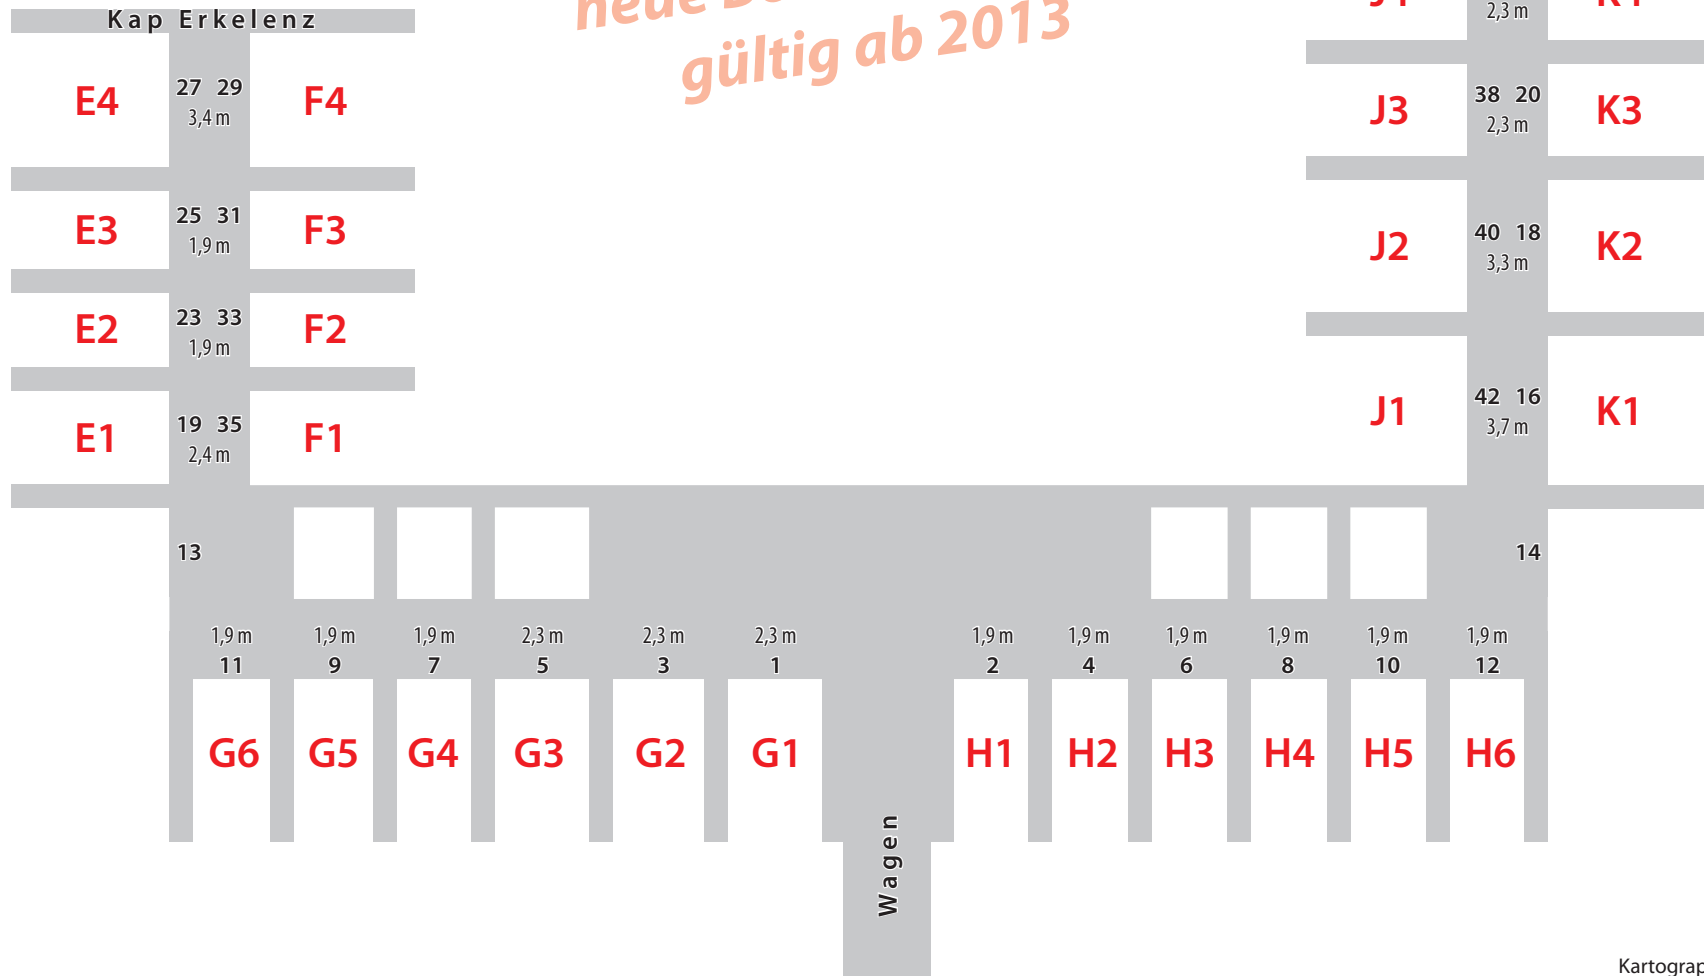 Kap Erkelenz
neue
gültig ab 2013
2,3 m
E4 27 29 F4
3,4 m
J3 38 20 K3
2,3 m
E3 25 31 F3
1,9 m
J2 40 18 K2
3,3 m
E2 23 33 F2
1,9 m
E1 19 35 F1
2,4 m
J1 42 16 K1
3,7 m
13 14
1,9 m 1,9 m 1,9 m 2,3 m 2,3 m 2,3 m 1,9 m 1,9 m 1,9 m 1,9 m 1,9 m 1,9 m
11 9 7 5 3 1 2 4 6 8 10 12
G6 G5 G4 G3 G2 G1 H1 H2 H3 H4 H5 H6
Wagen
Kartograp